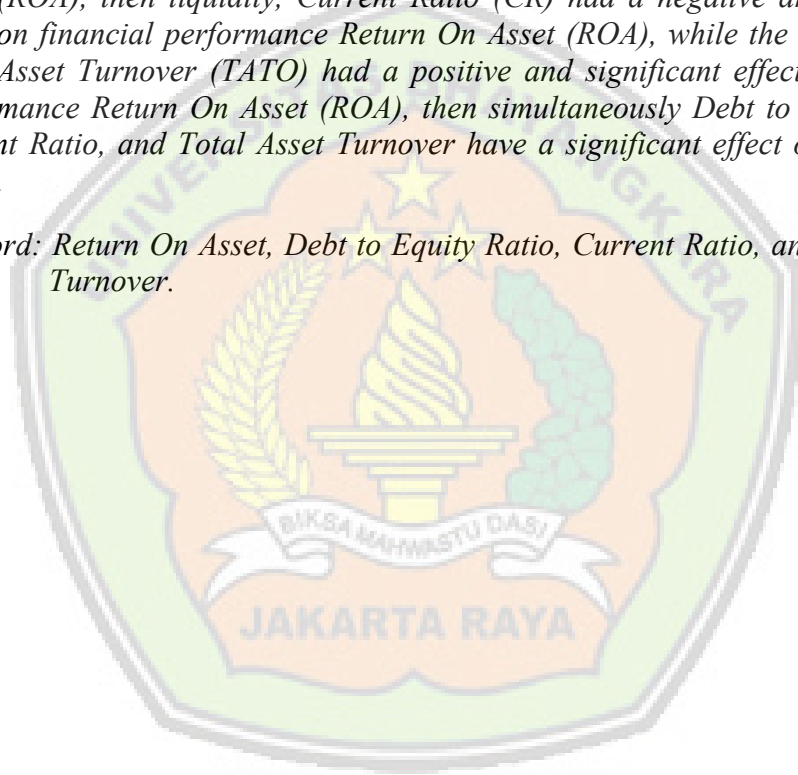 (ROA), then liquidity, Current Ratio (CR) had a negative an
on financial performance Return On Asset (ROA), while the
Asset Turnover (TATO) had a positive and significant effect
mance Return On Asset (ROA), then simultaneously Debt to
nt Ratio, and Total Asset Turnover have a significant effect o
ord: Return On Asset, Debt to Equity Ratio, Current Ratio, an
Turnover.
UNIVERSITAS BHAYANGKARA
BIKSA MAHWASTU DASI
JAKARTA RAYA